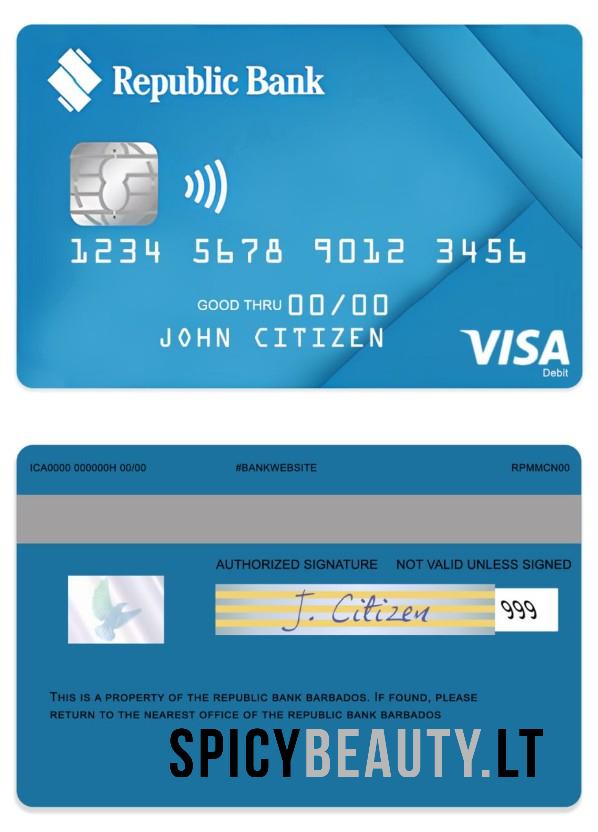 Republic Bank
1234 5678 9012 3456
GOOD THRU 00/00
JOHN CITIZEN
VISA
Debit
ICA0000 000000H 00/00 #BANKWEBSITE RPMMCN00
AUTHORIZED SIGNATURE NOT VALID UNLESS SIGNED
J. Citizen 999
THIS IS A PROPERTY OF THE REPUBLIC BANK BARBADOS. IF FOUND, PLEASE
RETURN TO THE NEAREST OFFICE OF THE REPUBLIC BANK BARBADOS
SPICYBEAUTY.LT